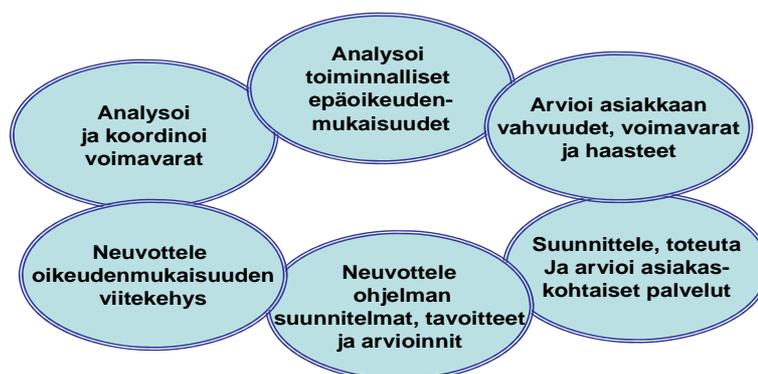 Analysoi
toiminnalliset
epäoikeuden-
mukaisuudet
Arvioi asiakkaan
vahvuudet, voimavarat
ja haasteet
Suunnittele, toteuta
Ja arvioi asiakas-
kohtaiset palvelut
Neuvottele
ohjelman
suunnitelmat, tavoitteet
ja arvioinnit
Neuvottele
oikeudenmukaisuuden
viitekehys
Analysoi
ja koordinoi
voimavarat